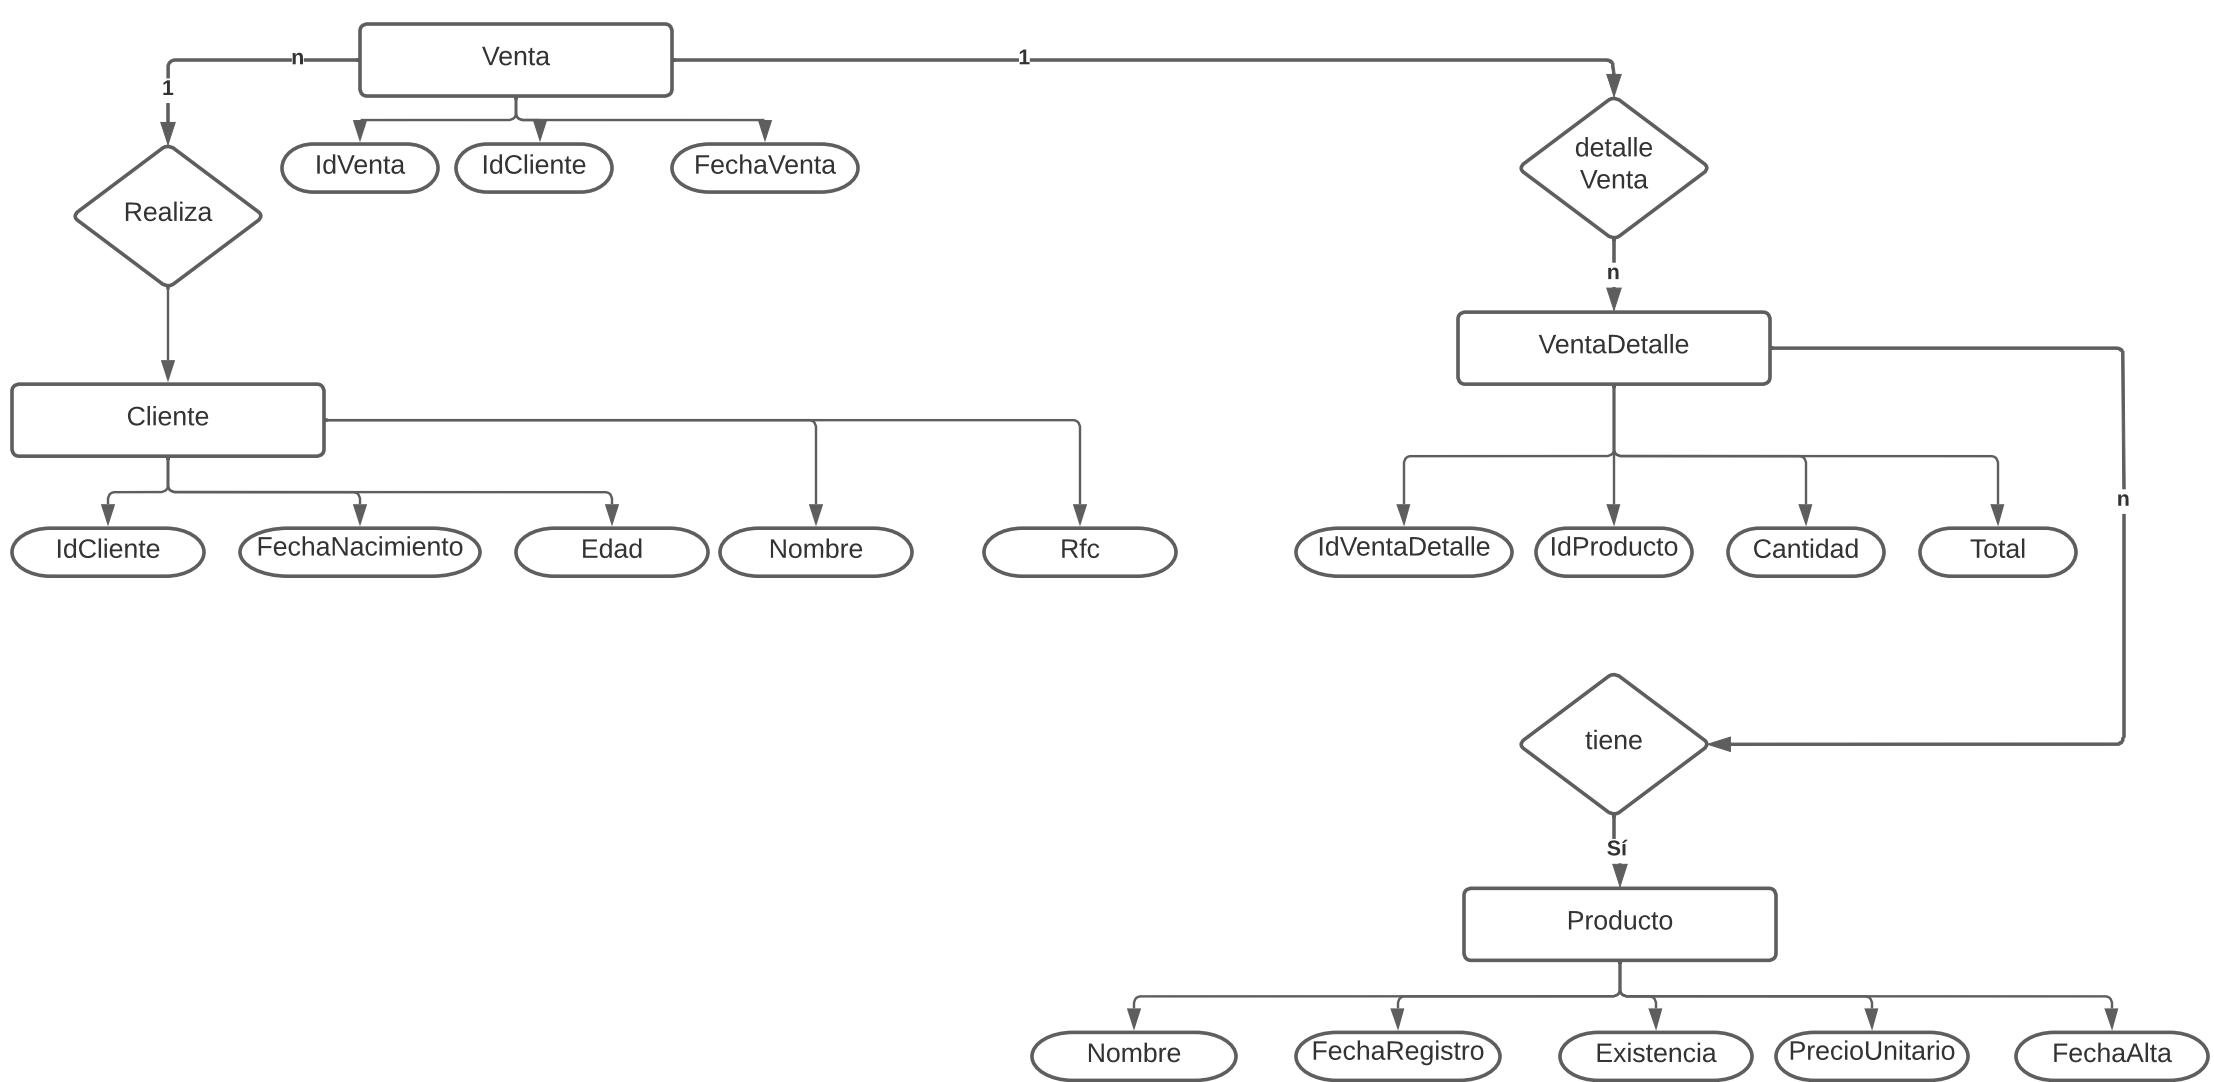 Venta
n
1
1
IdVenta
IdCliente
FechaVenta
detalle
Venta
Realiza
n
VentaDetalle
Cliente
n
IdCliente
FechaNacimiento
Edad
Nombre
Rfc
IdVentaDetalle
IdProducto
Cantidad
Total
tiene
Sí
Producto
Nombre
FechaRegistro
Existencia
PrecioUnitario
FechaAlta